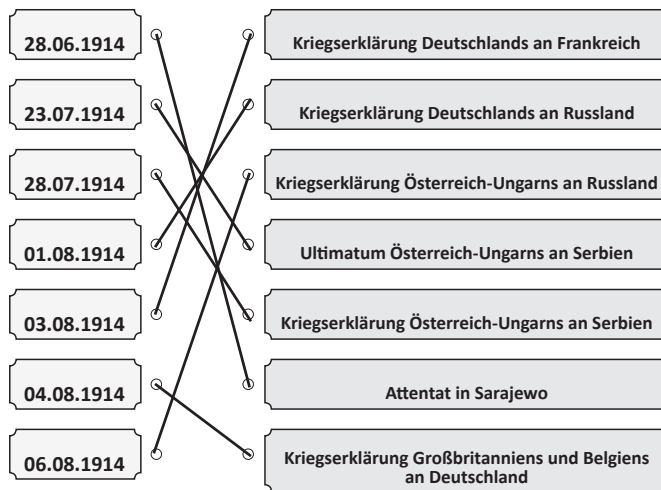 28.06.1914
Kriegserklärung Deutschlands an Frankreich
23.07.1914
Kriegserklärung Deutschlands an Russland
28.07.1914
Kriegserklärung Österreich-Ungarns an Russland
01.08.1914
Ultimatum Österreich-Ungarns an Serbien
03.08.1914
Kriegserklärung Österreich-Ungarns an Serbien
04.08.1914
Attentat in Sarajewo
06.08.1914
Kriegserklärung Großbritanniens und Belgiens
an Deutschland